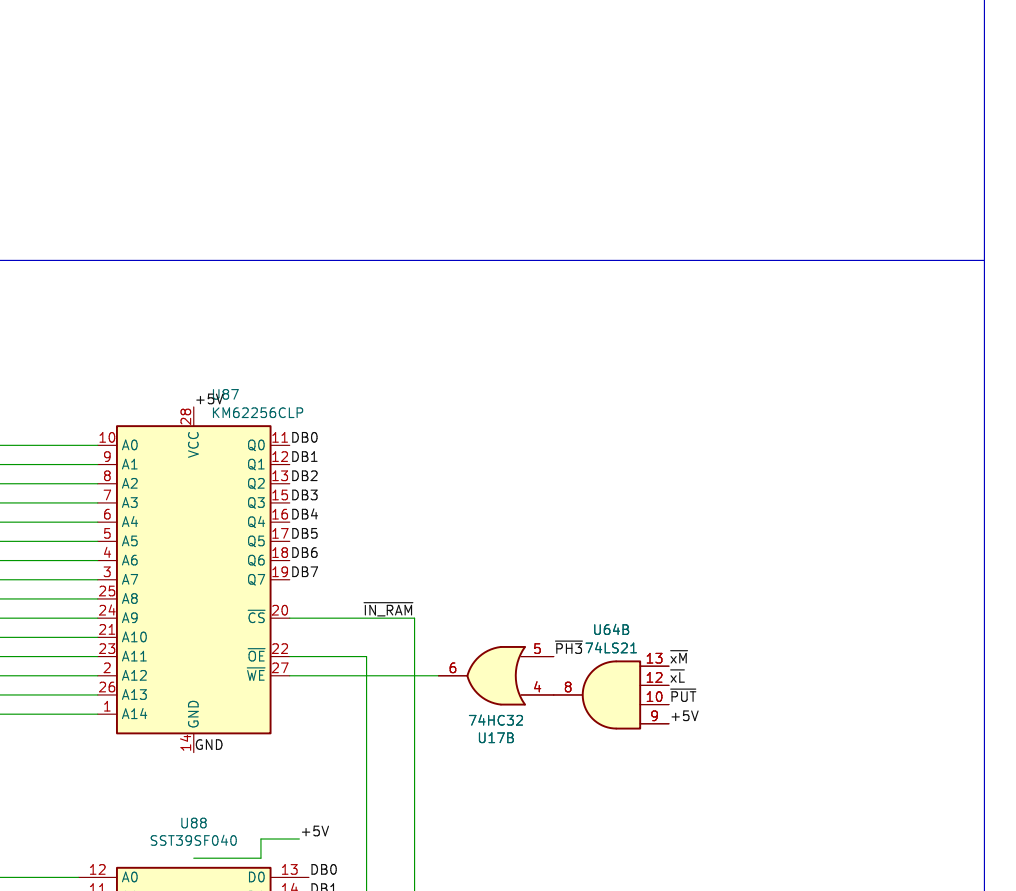 +5V
U87
KM62256CLP
28
VCC
10 A0 Q0 11 DB0
9 A1 Q1 12 DB1
8 A2 Q2 13 DB2
7 A3 Q3 15 DB3
6 A4 Q4 16 DB4
5 A5 Q5 17 DB5
4 A6 Q6 18 DB6
3 A7 Q7 19 DB7
25 A8
24 A9 CS 20 IN_RAM
21 A10
23 A11 OE 22
2 A12 WE 27
26 A13
1 A14
GND
14
GND
U64B
74LS21
5 PH3
6
4
8
13 xM
12 xL
10 PUT
9 +5V
74HC32
U17B
U88
SST39SF040
+5V
12 A0 D0 13 DB0
11 14 DB1